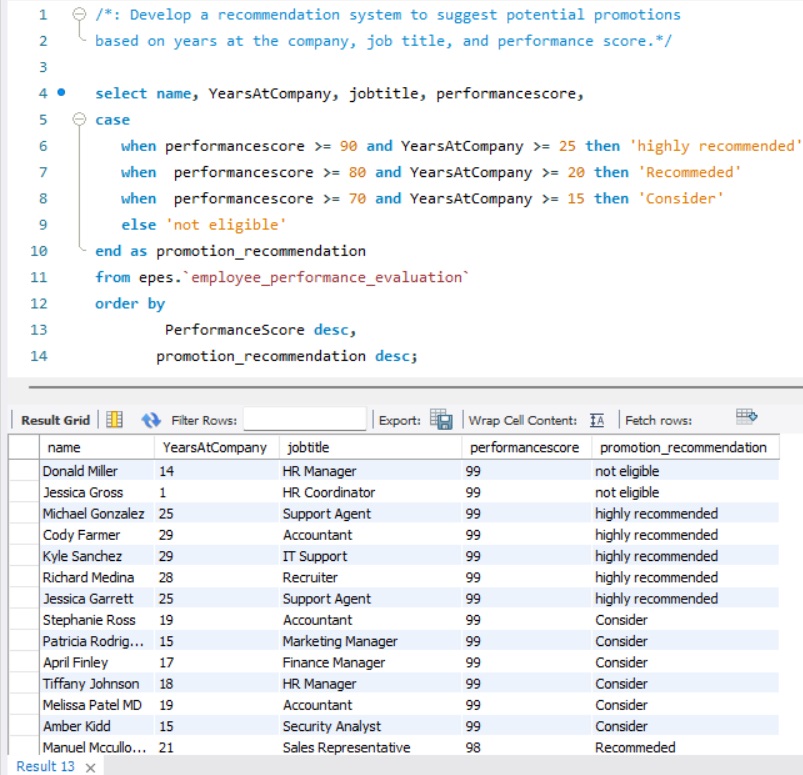 1 /*: Develop a recommendation system to suggest potential promotions
2 based on years at the company, job title, and performance score.*/
3
4 select name, YearsAtCompany, jobtitle, performancescore,
5 case
6 when performancescore >= 90 and YearsAtCompany >= 25 then 'highly recommended'
7 when performancescore >= 80 and YearsAtCompany >= 20 then 'Recommeded'
8 when performancescore >= 70 and YearsAtCompany >= 15 then 'Consider'
9 else 'not eligible'
10 end as promotion_recommendation
11 from epes.`employee_performance_evaluation`
12 order by
13 PerformanceScore desc,
14 promotion_recommendation desc;
Result Grid Filter Rows: Export: Wrap Cell Content: IA Fetch rows:
name YearsAtCompany jobtitle performancescore promotion_recommendation
Donald Miller 14 HR Manager 99 not eligible
Jessica Gross 1 HR Coordinator 99 not eligible
Michael Gonzalez 25 Support Agent 99 highly recommended
Cody Farmer 29 Accountant 99 highly recommended
Kyle Sanchez 29 IT Support 99 highly recommended
Richard Medina 28 Recruiter 99 highly recommended
Jessica Garrett 25 Support Agent 99 highly recommended
Stephanie Ross 19 Accountant 99 Consider
Patricia Rodrig... 15 Marketing Manager 99 Consider
April Finley 17 Finance Manager 99 Consider
Tiffany Johnson 18 HR Manager 99 Consider
Melissa Patel MD 19 Accountant 99 Consider
Amber Kidd 15 Security Analyst 99 Consider
Manuel Mccullo... 21 Sales Representative 98 Recommeded
Result 13